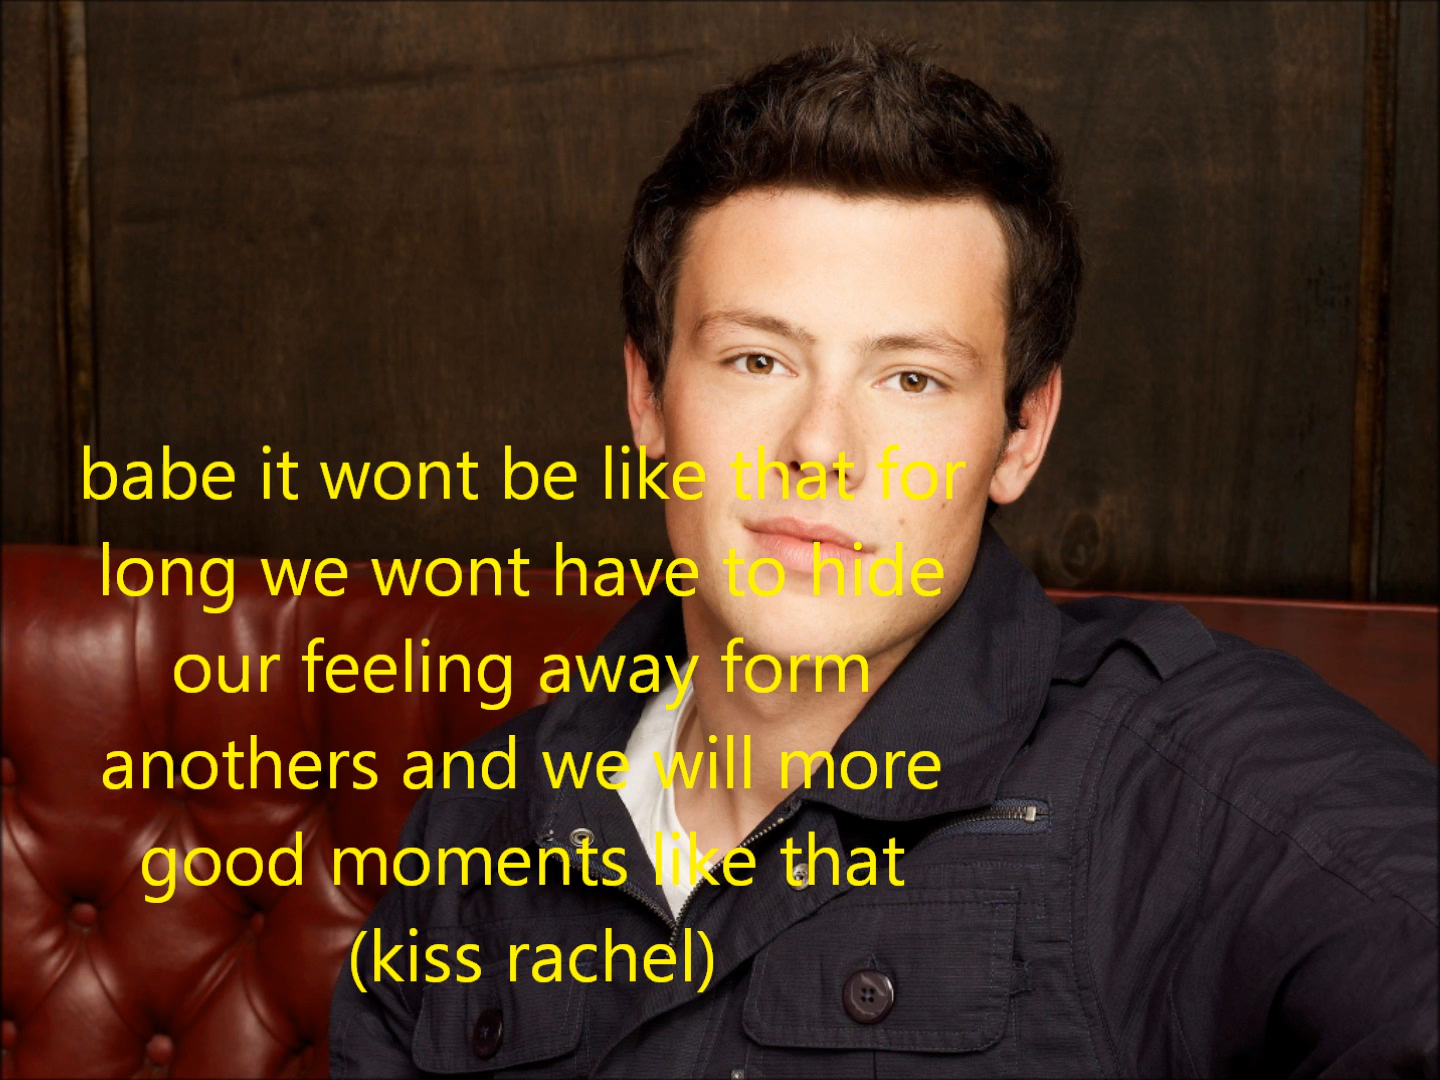 babe it wont be like that for
long we wont have to hide
our feeling away form
anothers and we will more
good moments like that
(kiss rachel)